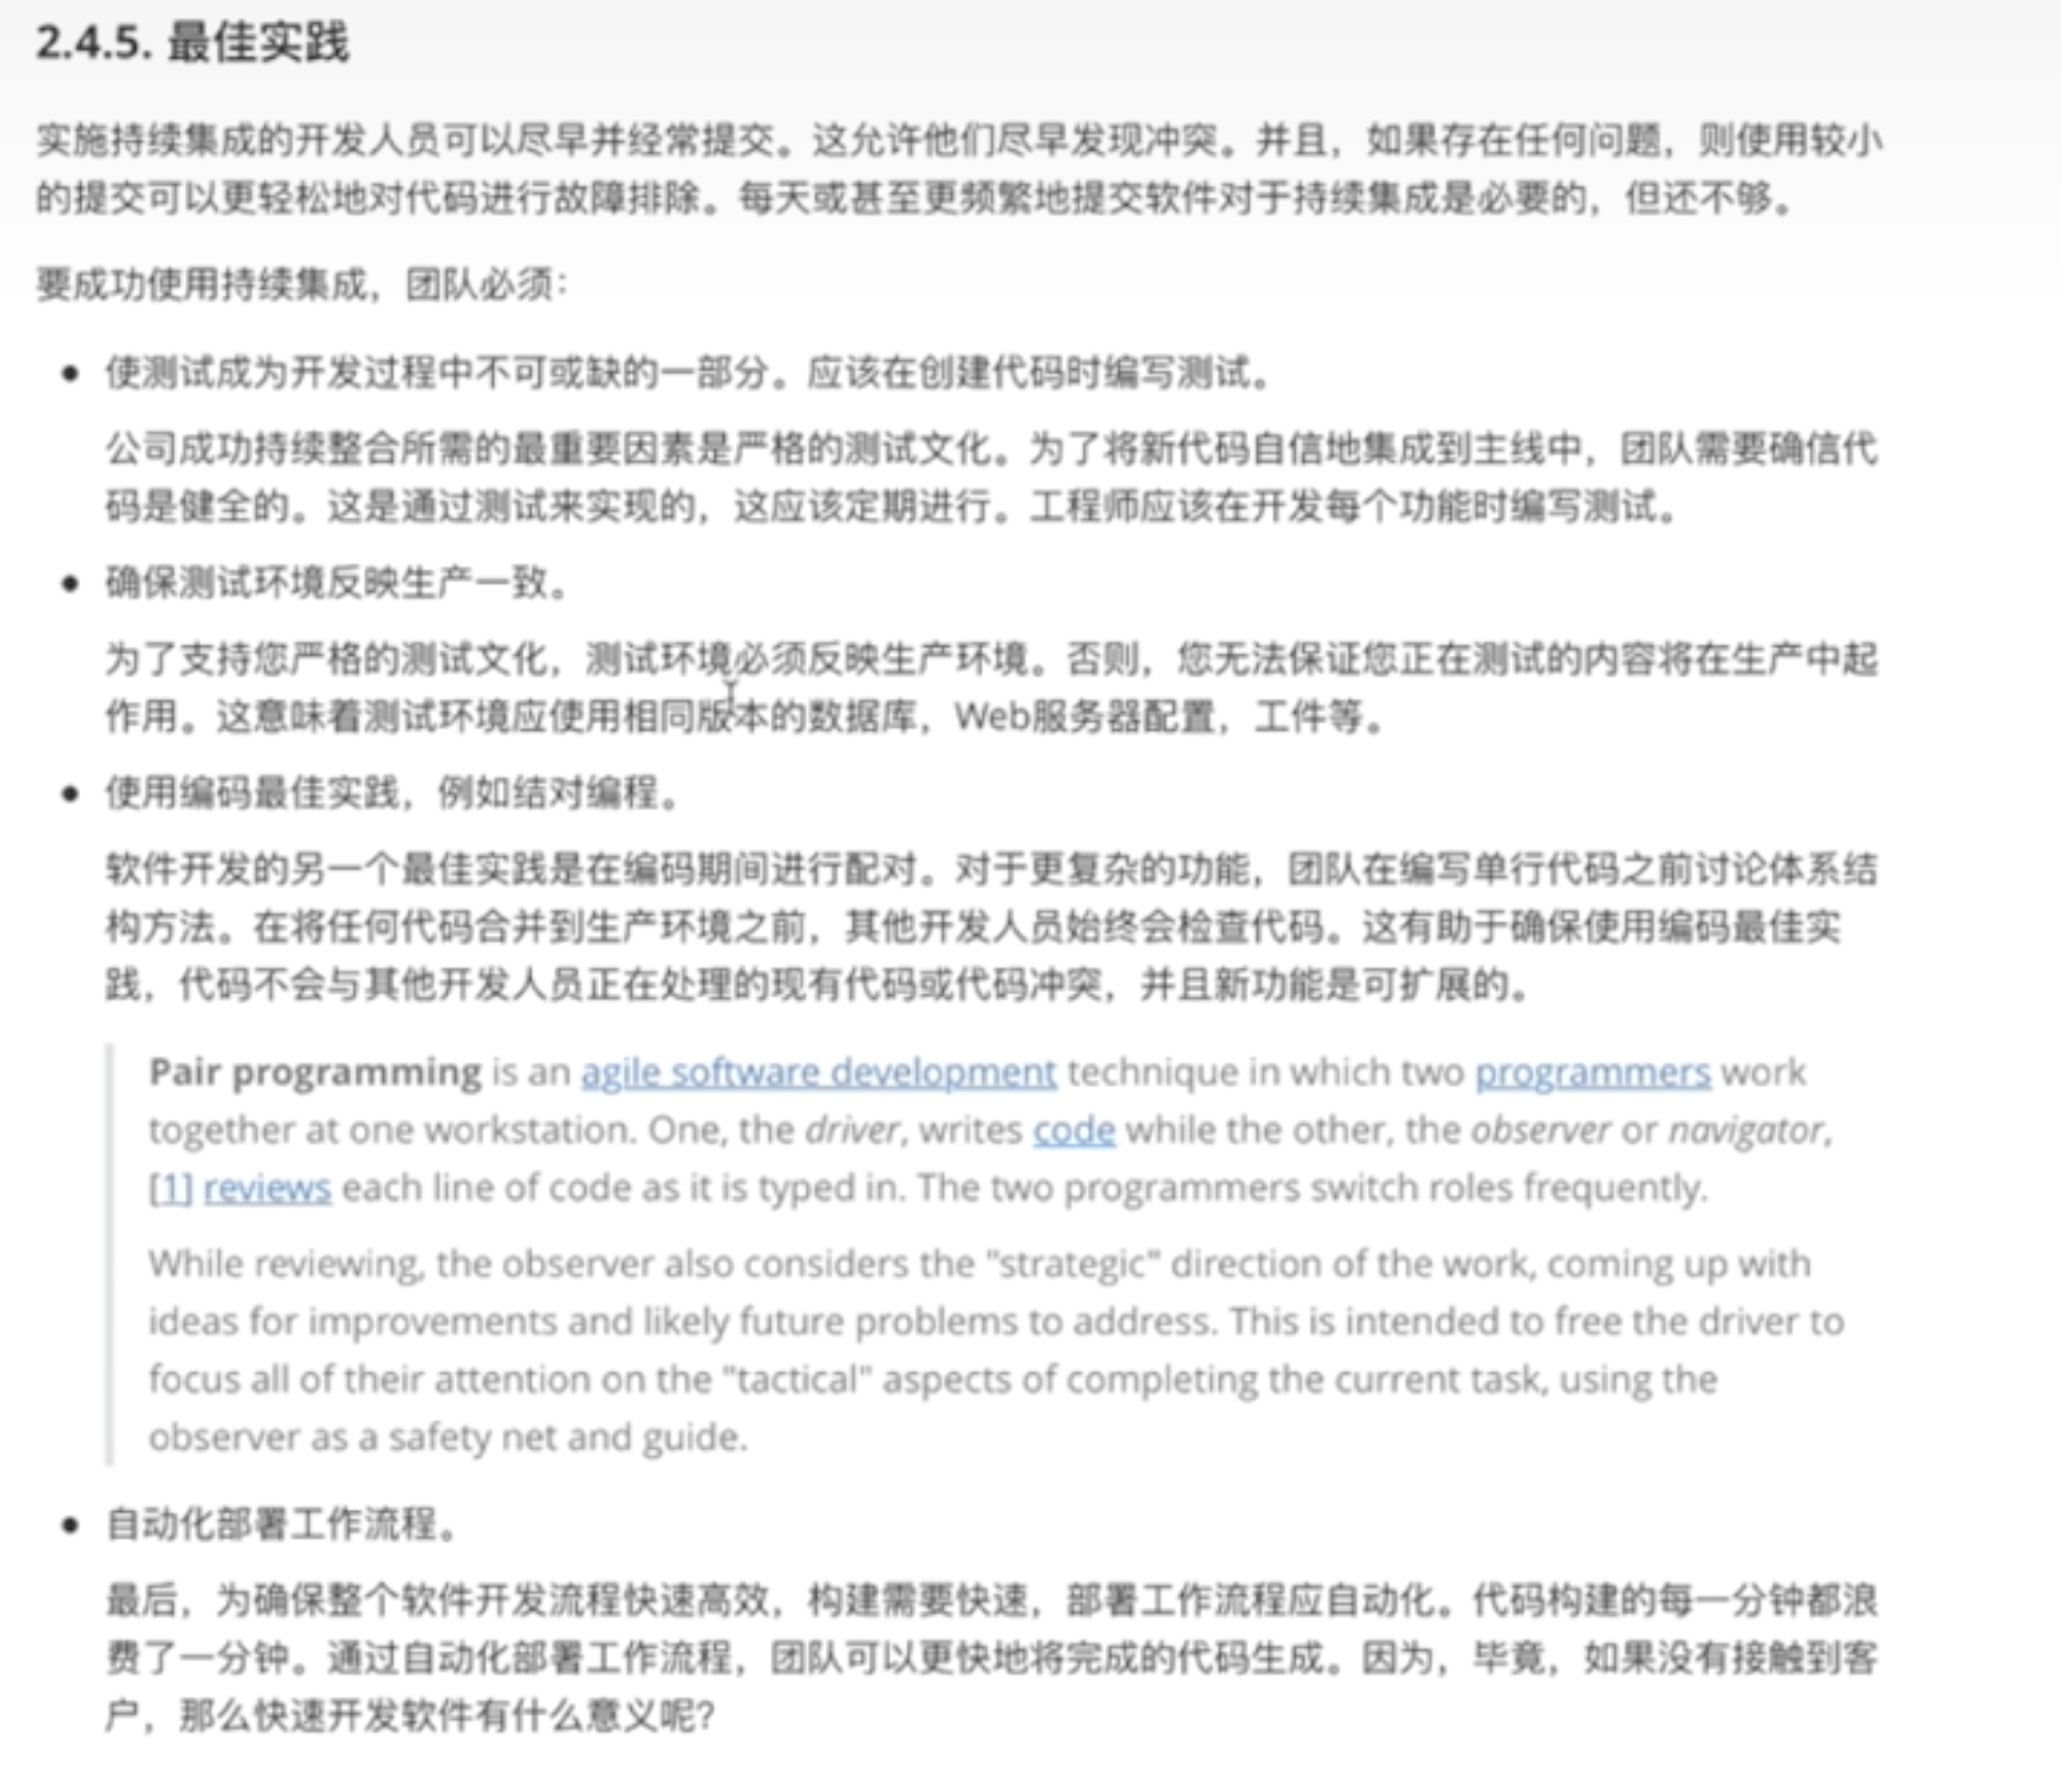 2.4.5. 最佳实践
实施持续集成的开发人员可以尽早并经常提交。这允许他们尽早发现冲突。并且，如果存在任何问题，则使用较小
的提交可以更轻松地对代码进行故障排除。每天或甚至更频繁地提交软件对于持续集成是必要的，但还不够。
要成功使用持续集成，团队必须：
• 使测试成为开发过程中不可或缺的一部分。应该在创建代码时编写测试。
公司成功持续整合所需的最重要因素是严格的测试文化。为了将新代码自信地集成到主线中，团队需要确信代
码是健全的。这是通过测试来实现的，这应该定期进行。工程师应该在开发每个功能时编写测试。
• 确保测试环境反映生产一致。
为了支持您严格的测试文化，测试环境必须反映生产环境。否则，您无法保证您正在测试的内容将在生产中起
作用。这意味着测试环境应使用相同版本的数据库，Web服务器配置，工件等。
• 使用编码最佳实践，例如结对编程。
软件开发的另一个最佳实践是在编码期间进行配对。对于更复杂的功能，团队在编写单行代码之前讨论体系结
构方法。在将任何代码合并到生产环境之前，其他开发人员始终会检查代码。这有助于确保使用编码最佳实
践，代码不会与其他开发人员正在处理的现有代码或代码冲突，并且新功能是可扩展的。
Pair programming is an agile software development technique in which two programmers work
together at one workstation. One, the driver, writes code while the other, the observer or navigator,
[1] reviews each line of code as it is typed in. The two programmers switch roles frequently.
While reviewing, the observer also considers the "strategic" direction of the work, coming up with
ideas for improvements and likely future problems to address. This is intended to free the driver to
focus all of their attention on the "tactical" aspects of completing the current task, using the
observer as a safety net and guide.
• 自动化部署工作流程。
最后，为确保整个软件开发流程快速高效，构建需要快速，部署工作流程应自动化。代码构建的每一分钟都浪
费了一分钟。通过自动化部署工作流程，团队可以更快地将完成的代码生成。因为，毕竟，如果没有接触到客
户，那么快速开发软件有什么意义呢？